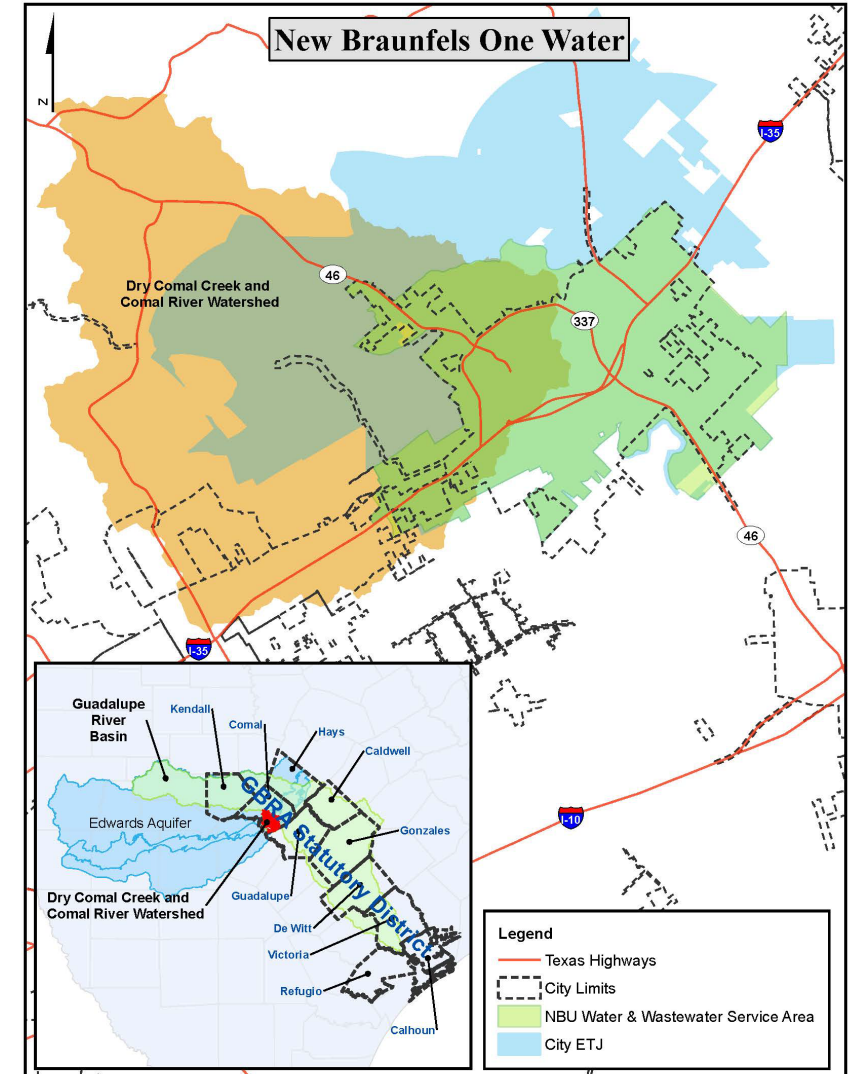 New Braunfels One Water
N
I-35
46
Dry Comal Creek and
Comal River Watershed
337
46
I-35
I-10
Guadalupe
River
Basin
Kendall
Comal
Hays
Caldwell
GBRA Statutory District
Edwards Aquifer
Gonzales
Dry Comal Creek and
Comal River Watershed
Guadalupe
De Witt
Victoria
Refugio
Calhoun
Legend
Texas Highways
City Limits
NBU Water & Wastewater Service Area
City ETJ